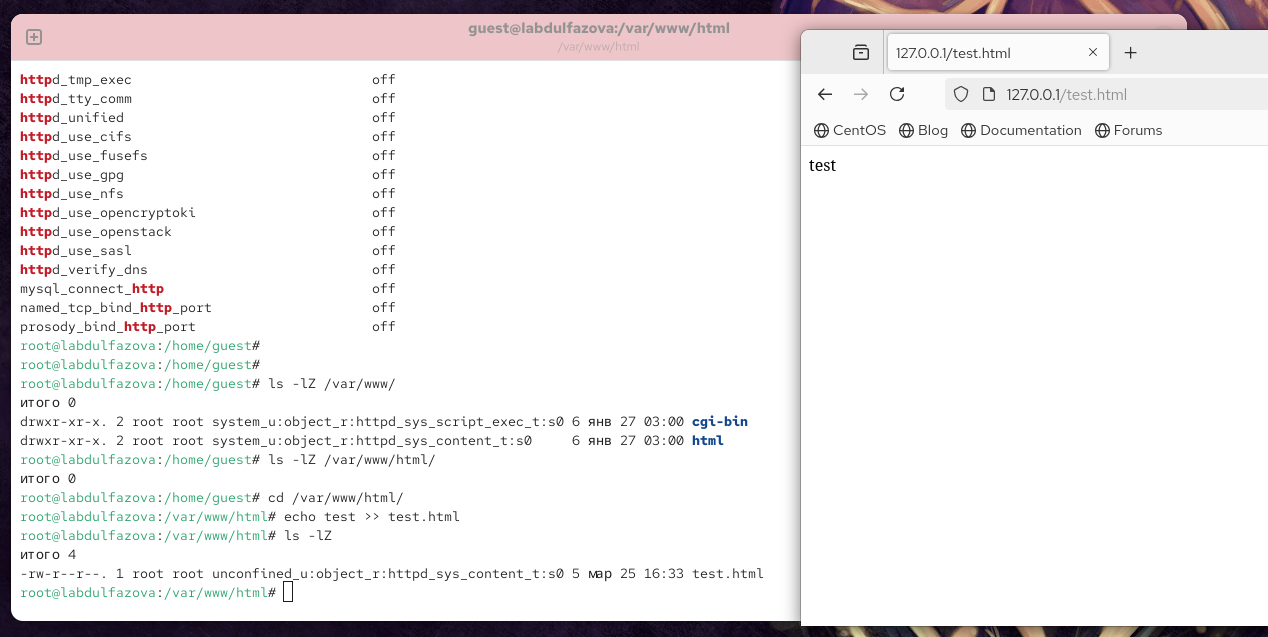 guest@labdulfazova:/var/www/html
/var/www/html
httpd_tmp_exec off
httpd_tty_comm off
httpd_unified off
httpd_use_cifs off
httpd_use_fusefs off
httpd_use_gpg off
httpd_use_nfs off
httpd_use_opencryptoki off
httpd_use_openstack off
httpd_use_sasl off
httpd_verify_dns off
mysql_connect_http off
named_tcp_bind_http_port off
prosody_bind_http_port off
root@labdulfazova:/home/guest#
root@labdulfazova:/home/guest#
root@labdulfazova:/home/guest# ls -lZ /var/www/
итого 0
drwxr-xr-x. 2 root root system_u:object_r:httpd_sys_script_exec_t:s0 6 янв 27 03:00 cgi-bin
drwxr-xr-x. 2 root root system_u:object_r:httpd_sys_content_t:s0 6 янв 27 03:00 html
root@labdulfazova:/home/guest# ls -lZ /var/www/html/
итого 0
root@labdulfazova:/home/guest# cd /var/www/html/
root@labdulfazova:/var/www/html# echo test >> test.html
root@labdulfazova:/var/www/html# ls -lZ
итого 4
-rw-r--r--. 1 root root unconfined_u:object_r:httpd_sys_content_t:s0 5 мар 25 16:33 test.html
root@labdulfazova:/var/www/html#
127.0.0.1/test.html
127.0.0.1/test.html
CentOS Blog Documentation Forums
test